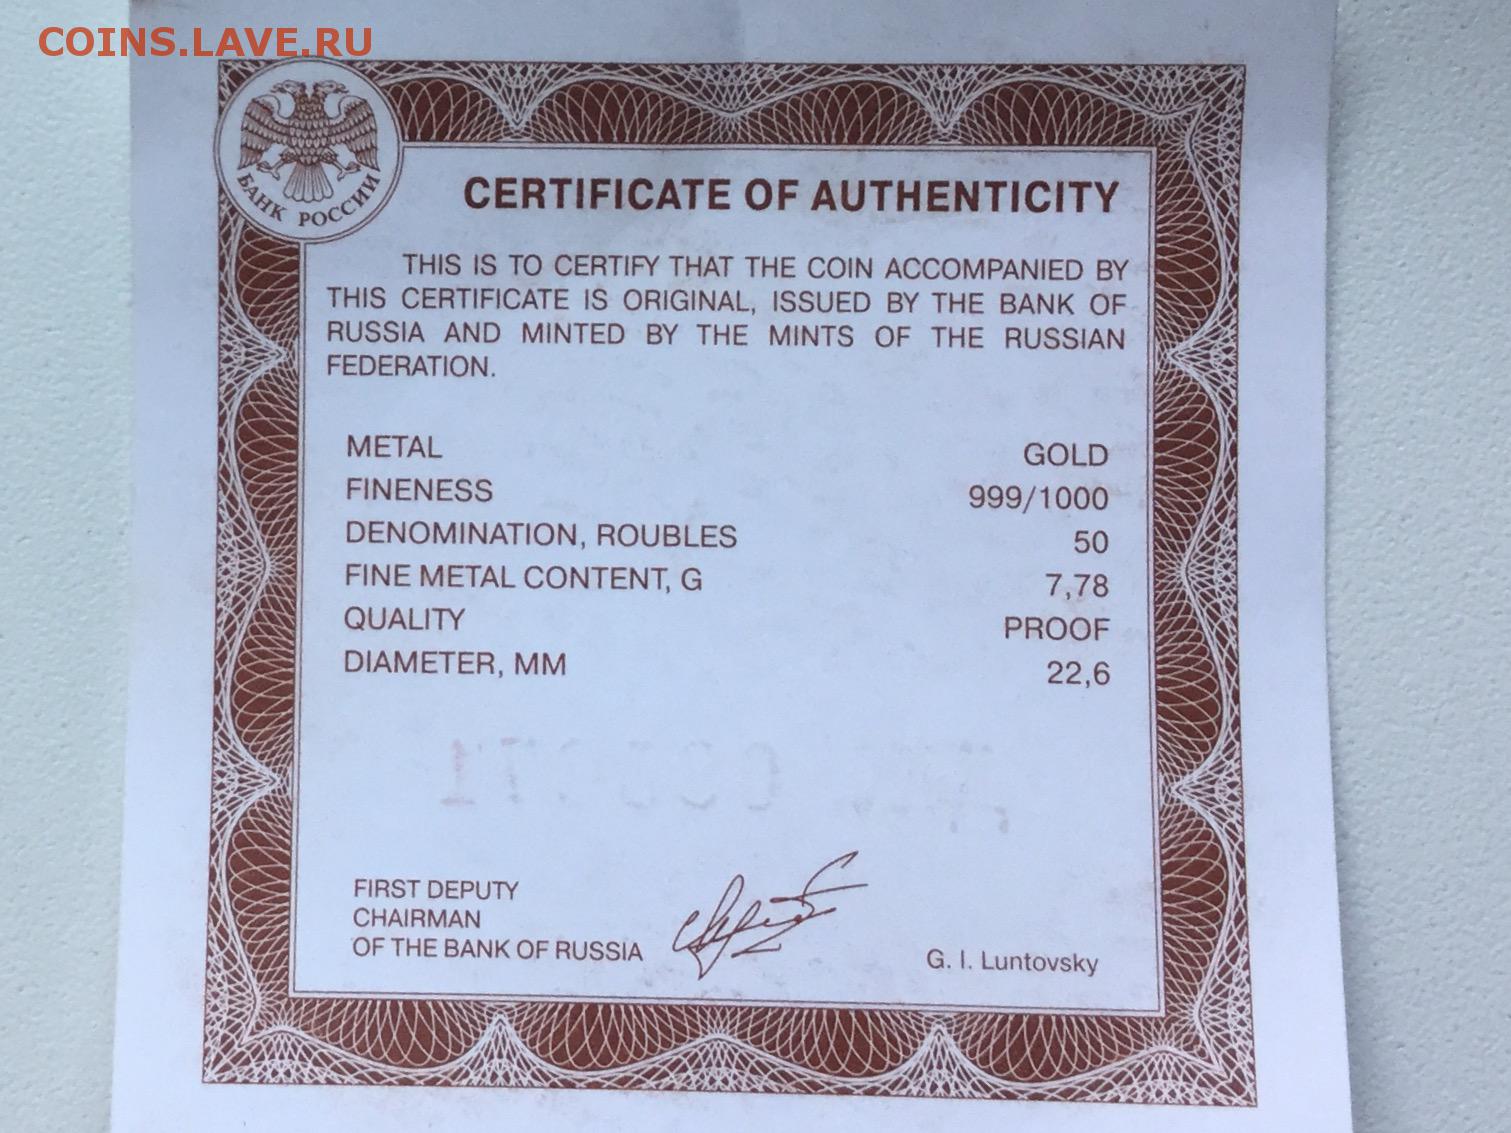 COINS.LAVE.RU
БАНК РОССИИ
CERTIFICATE OF AUTHENTICITY
THIS IS TO CERTIFY THAT THE COIN ACCOMPANIED BY
THIS CERTIFICATE IS ORIGINAL, ISSUED BY THE BANK OF
RUSSIA AND MINTED BY THE MINTS OF THE RUSSIAN
FEDERATION.
METAL GOLD
FINENESS 999/1000
DENOMINATION, ROUBLES 50
FINE METAL CONTENT, G 7,78
QUALITY PROOF
DIAMETER, MM 22,6
FIRST DEPUTY
CHAIRMAN
OF THE BANK OF RUSSIA
G. I. Luntovsky